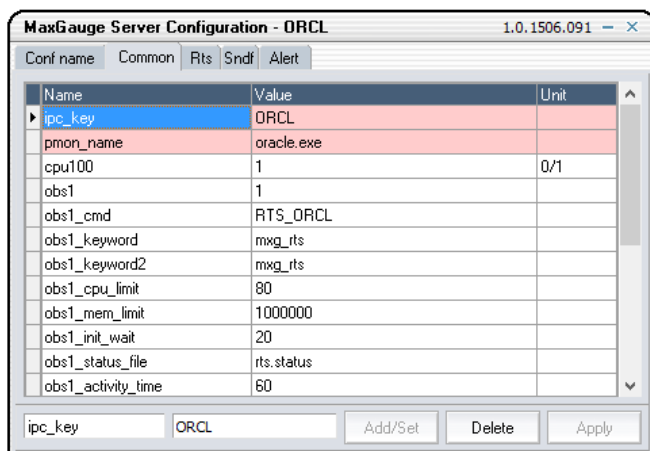 MaxGauge Server Configuration - ORCL 1.0.1506.091
Conf name Common Rts Sndf Alert
Name Value Unit
ipc_key ORCL
pmon_name oracle.exe
cpu100 1 0/1
obs1 1
obs1_cmd RTS_ORCL
obs1_keyword mxg_rts
obs1_keyword2 mxg_rts
obs1_cpu_limit 80
obs1_mem_limit 1000000
obs1_init_wait 20
obs1_status_file rts.status
obs1_activity_time 60
ipc_key ORCL Add/Set Delete Apply